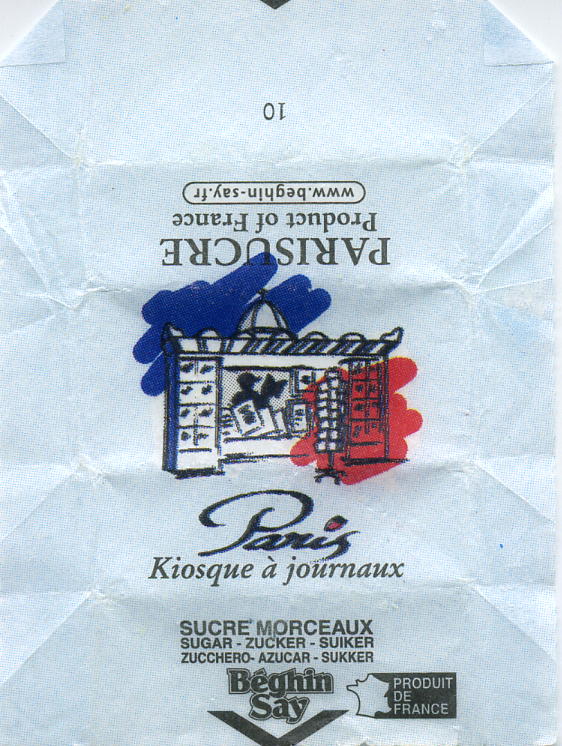 10
www.beghin-say.fr
Product of France
PARISUCRE
Paris
Kiosque à journaux
SUCRE MORCEAUX
SUGAR - ZUCKER - SUIKER
ZUCCHERO- AZUCAR - SUKKER
Béghin
Say
PRODUIT
DE
FRANCE